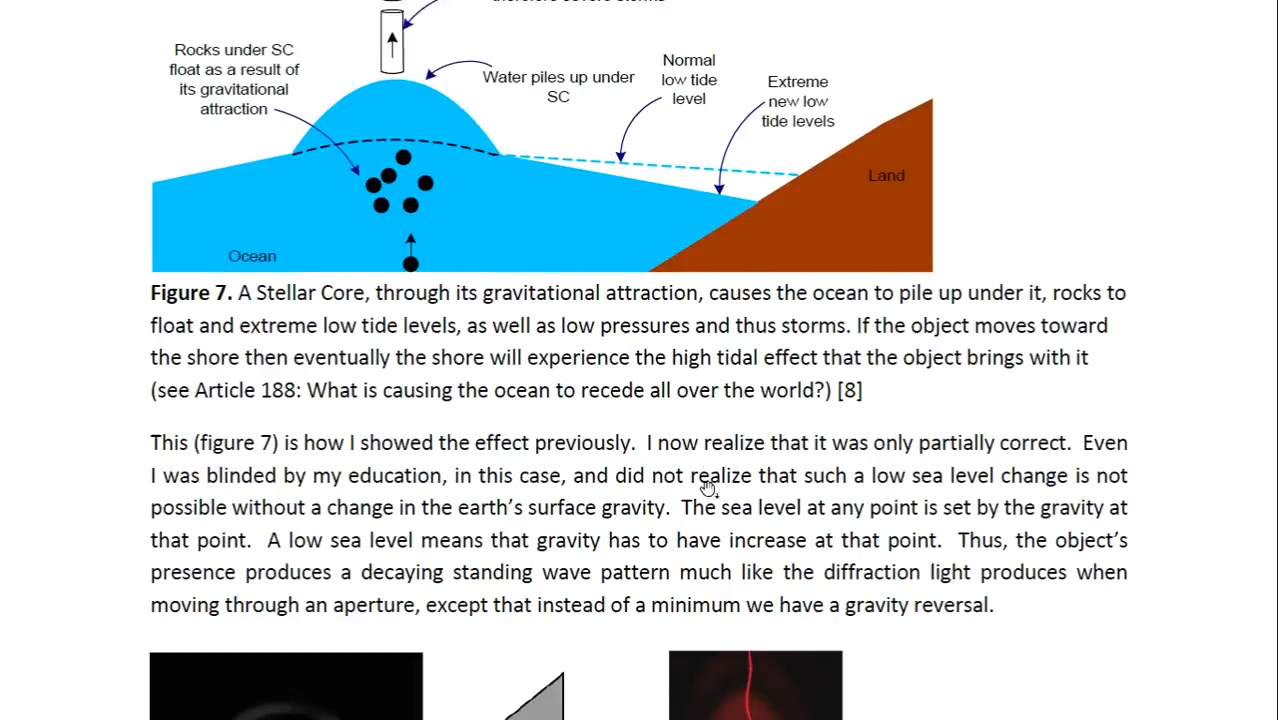 therefore severe storms
Rocks under SC
float as a result of
its gravitational
attraction
Water piles up under
SC
Normal
low tide
level
Extreme
new low
tide levels
Land
Ocean
Figure 7. A Stellar Core, through its gravitational attraction, causes the ocean to pile up under it, rocks to
float and extreme low tide levels, as well as low pressures and thus storms. If the object moves toward
the shore then eventually the shore will experience the high tidal effect that the object brings with it
(see Article 188: What is causing the ocean to recede all over the world?) [8]
This (figure 7) is how I showed the effect previously. I now realize that it was only partially correct. Even
I was blinded by my education, in this case, and did not realize that such a low sea level change is not
possible without a change in the earth's surface gravity. The sea level at any point is set by the gravity at
that point. A low sea level means that gravity has to have increase at that point. Thus, the object's
presence produces a decaying standing wave pattern much like the diffraction light produces when
moving through an aperture, except that instead of a minimum we have a gravity reversal.